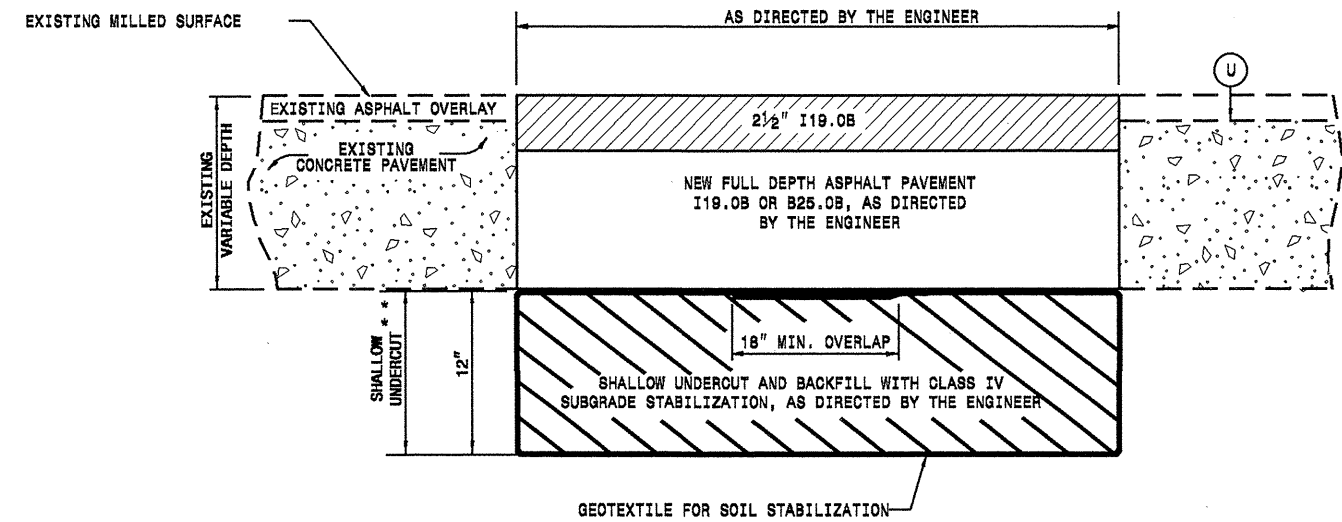 AS DIRECTED BY THE ENGINEER
EXISTING MILLED SURFACE
U
EXISTING ASPHALT OVERLAY
2½" I19.0B
EXISTING
CONCRETE PAVEMENT
EXISTING
VARIABLE DEPTH
NEW FULL DEPTH ASPHALT PAVEMENT
I19.0B OR B25.0B, AS DIRECTED
BY THE ENGINEER
SHALLOW * *
UNDERCUT
12"
18" MIN. OVERLAP
SHALLOW UNDERCUT AND BACKFILL WITH CLASS IV
SUBGRADE STABILIZATION, AS DIRECTED BY THE ENGINEER
GEOTEXTILE FOR SOIL STABILIZATION